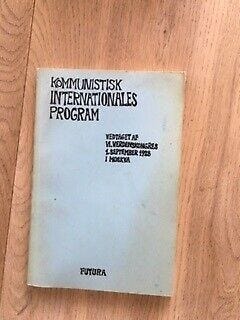 KOMMUNISTISK
INTERNATIONALES
PROGRAM
VEDTAGET AF
VI. VERDENSKONGRES
1. SEPTEMBER 1928
I MOSKVA
FUTURA